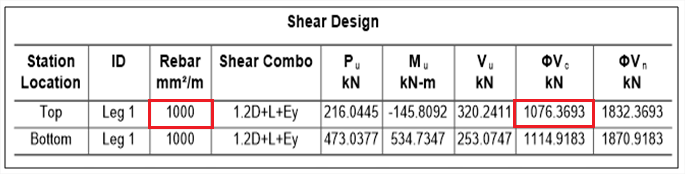 Shear Design
Station Location ID Rebar mm²/m Shear Combo Pu kN Mu kN-m Vu kN ΦVc kN ΦVn kN
Top Leg 1 1000 1.2D+L+Ey 216.0445 -145.8092 320.2411 1076.3693 1832.3693
Bottom Leg 1 1000 1.2D+L+Ey 473.0377 534.7347 253.0747 1114.9183 1870.9183